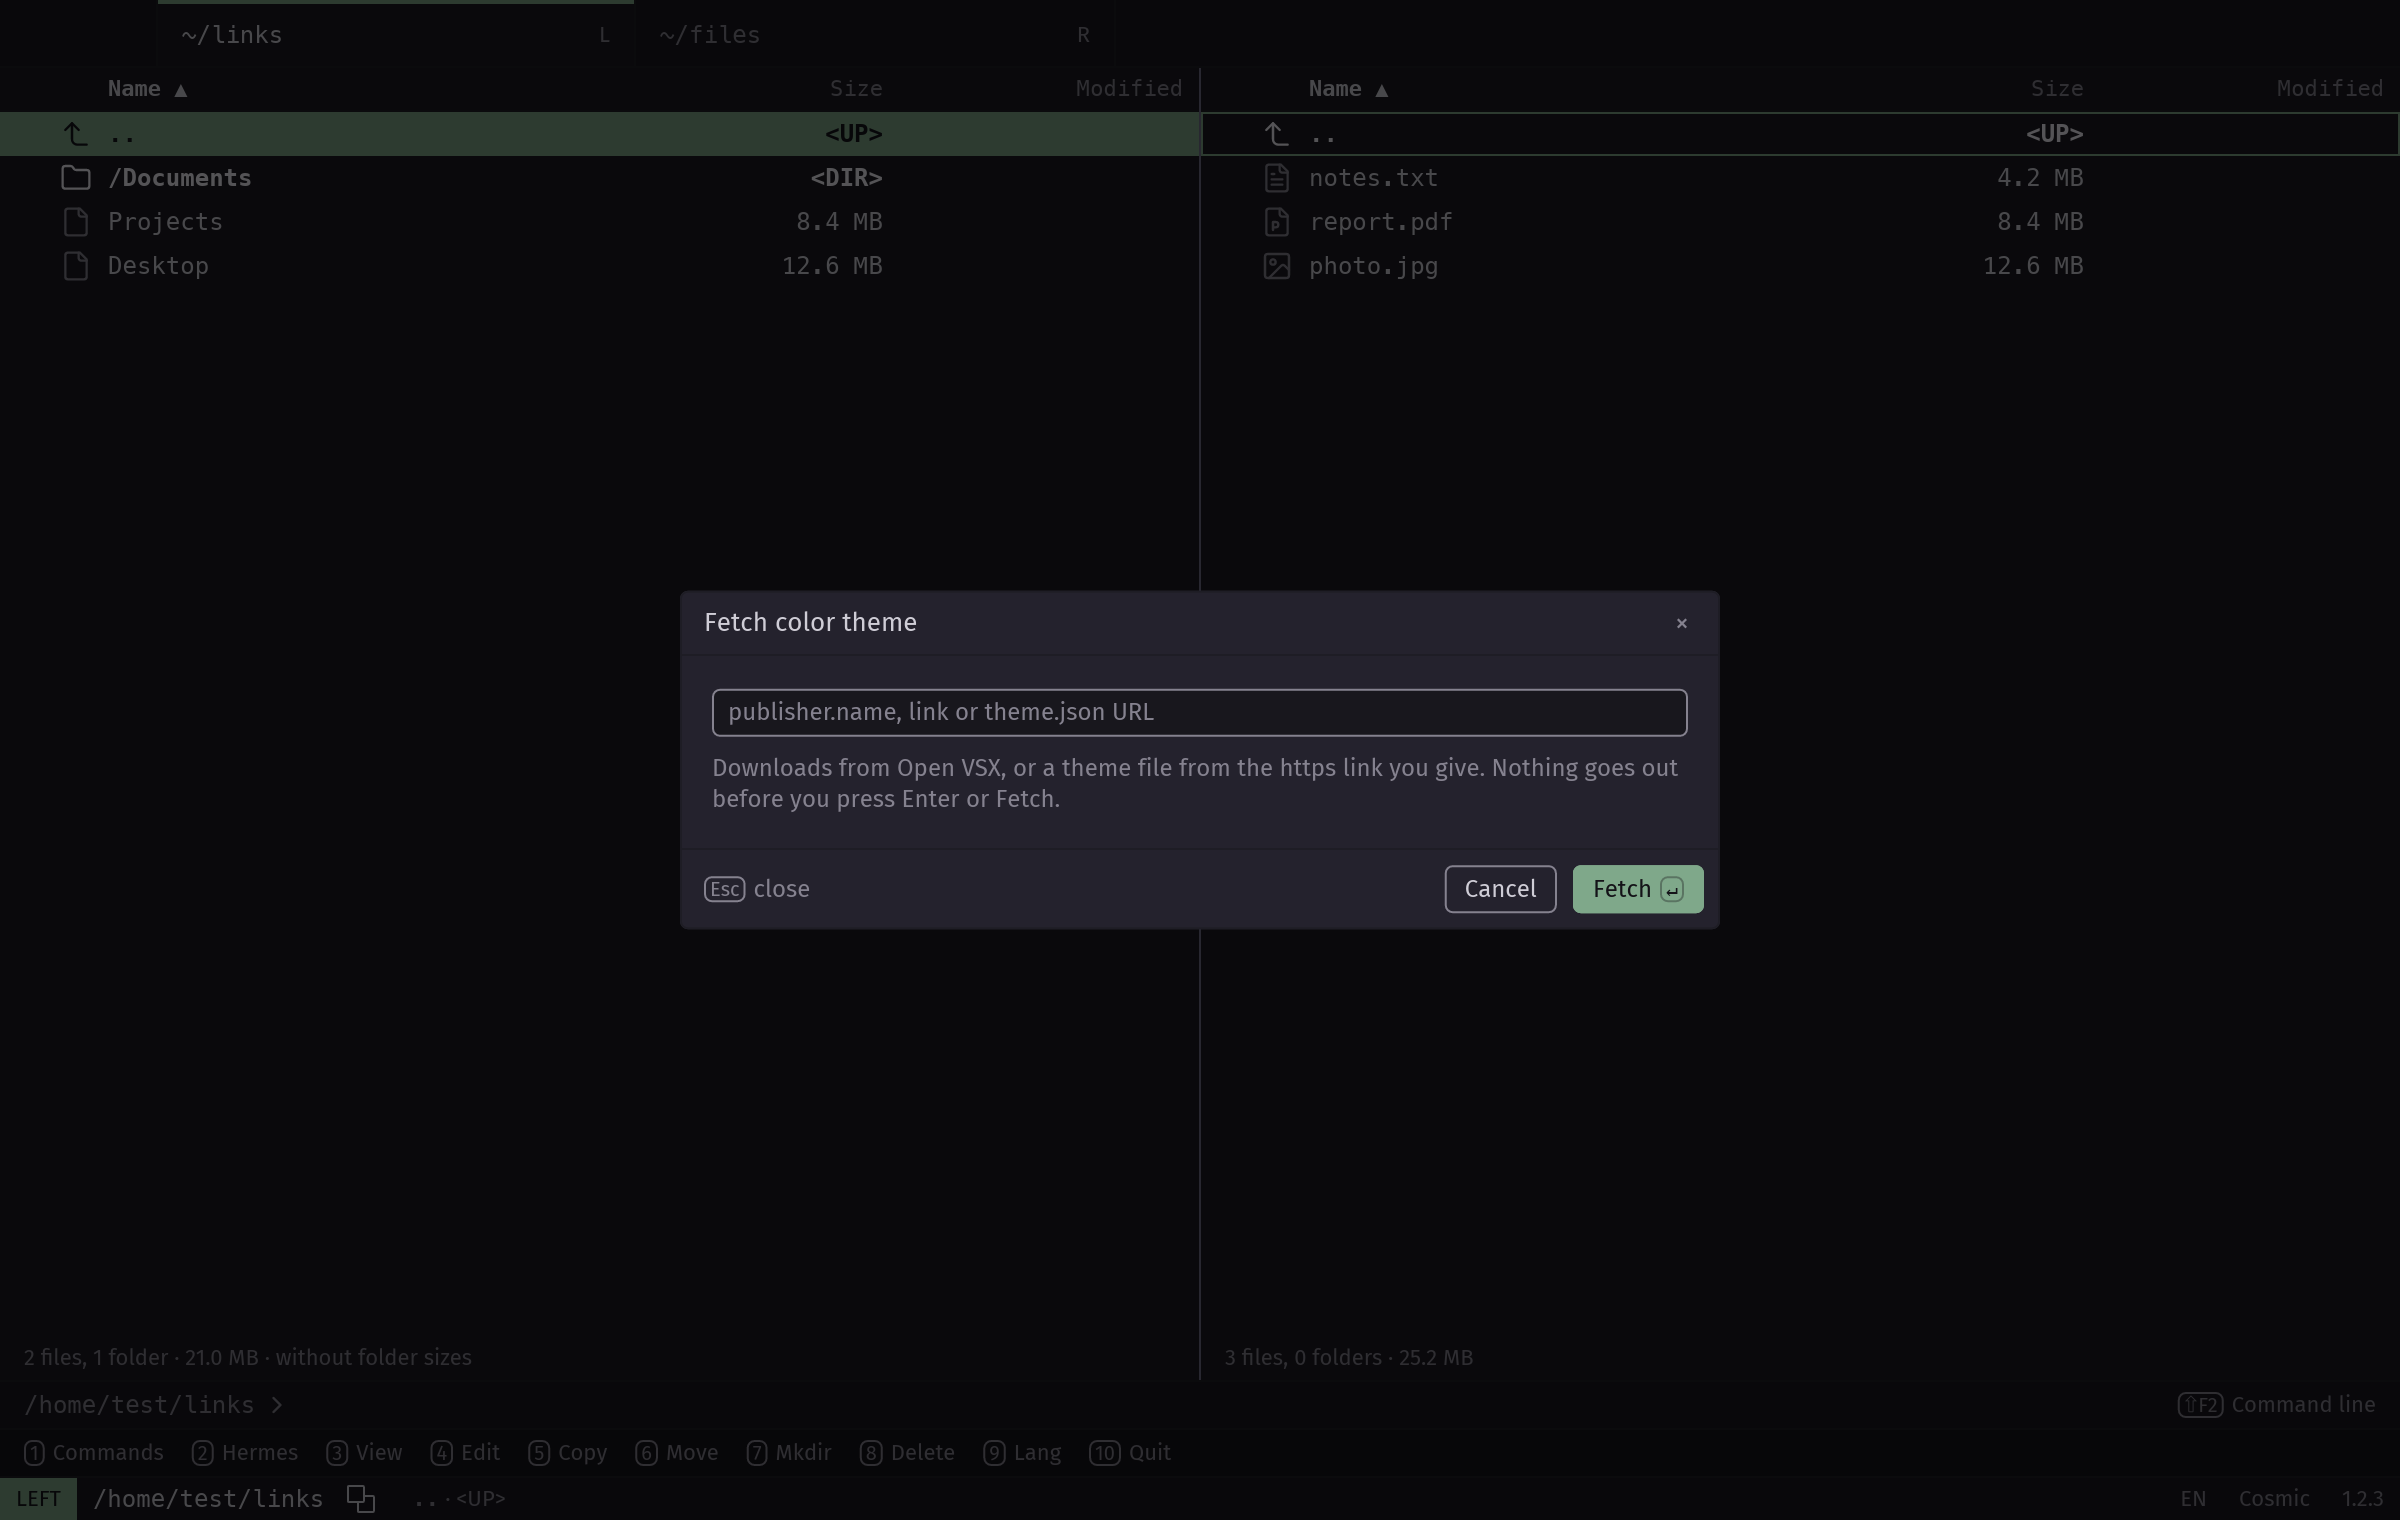 ~/links L ~/files R
Name ▲ Size Modified Name ▲ Size Modified
.. <UP> .. <UP>
/Documents <DIR> notes.txt 4.2 MB
Projects 8.4 MB report.pdf 8.4 MB
Desktop 12.6 MB photo.jpg 12.6 MB
Fetch color theme ×
publisher.name, link or theme.json URL
Downloads from Open VSX, or a theme file from the https link you give. Nothing goes out
before you press Enter or Fetch.
Esc close Cancel Fetch ↵
2 files, 1 folder · 21.0 MB · without folder sizes 3 files, 0 folders · 25.2 MB
/home/test/links > ⇧F2 Command line
1 Commands 2 Hermes 3 View 4 Edit 5 Copy 6 Move 7 Mkdir 8 Delete 9 Lang 10 Quit
LEFT /home/test/links .. · <UP> EN Cosmic 1.2.3